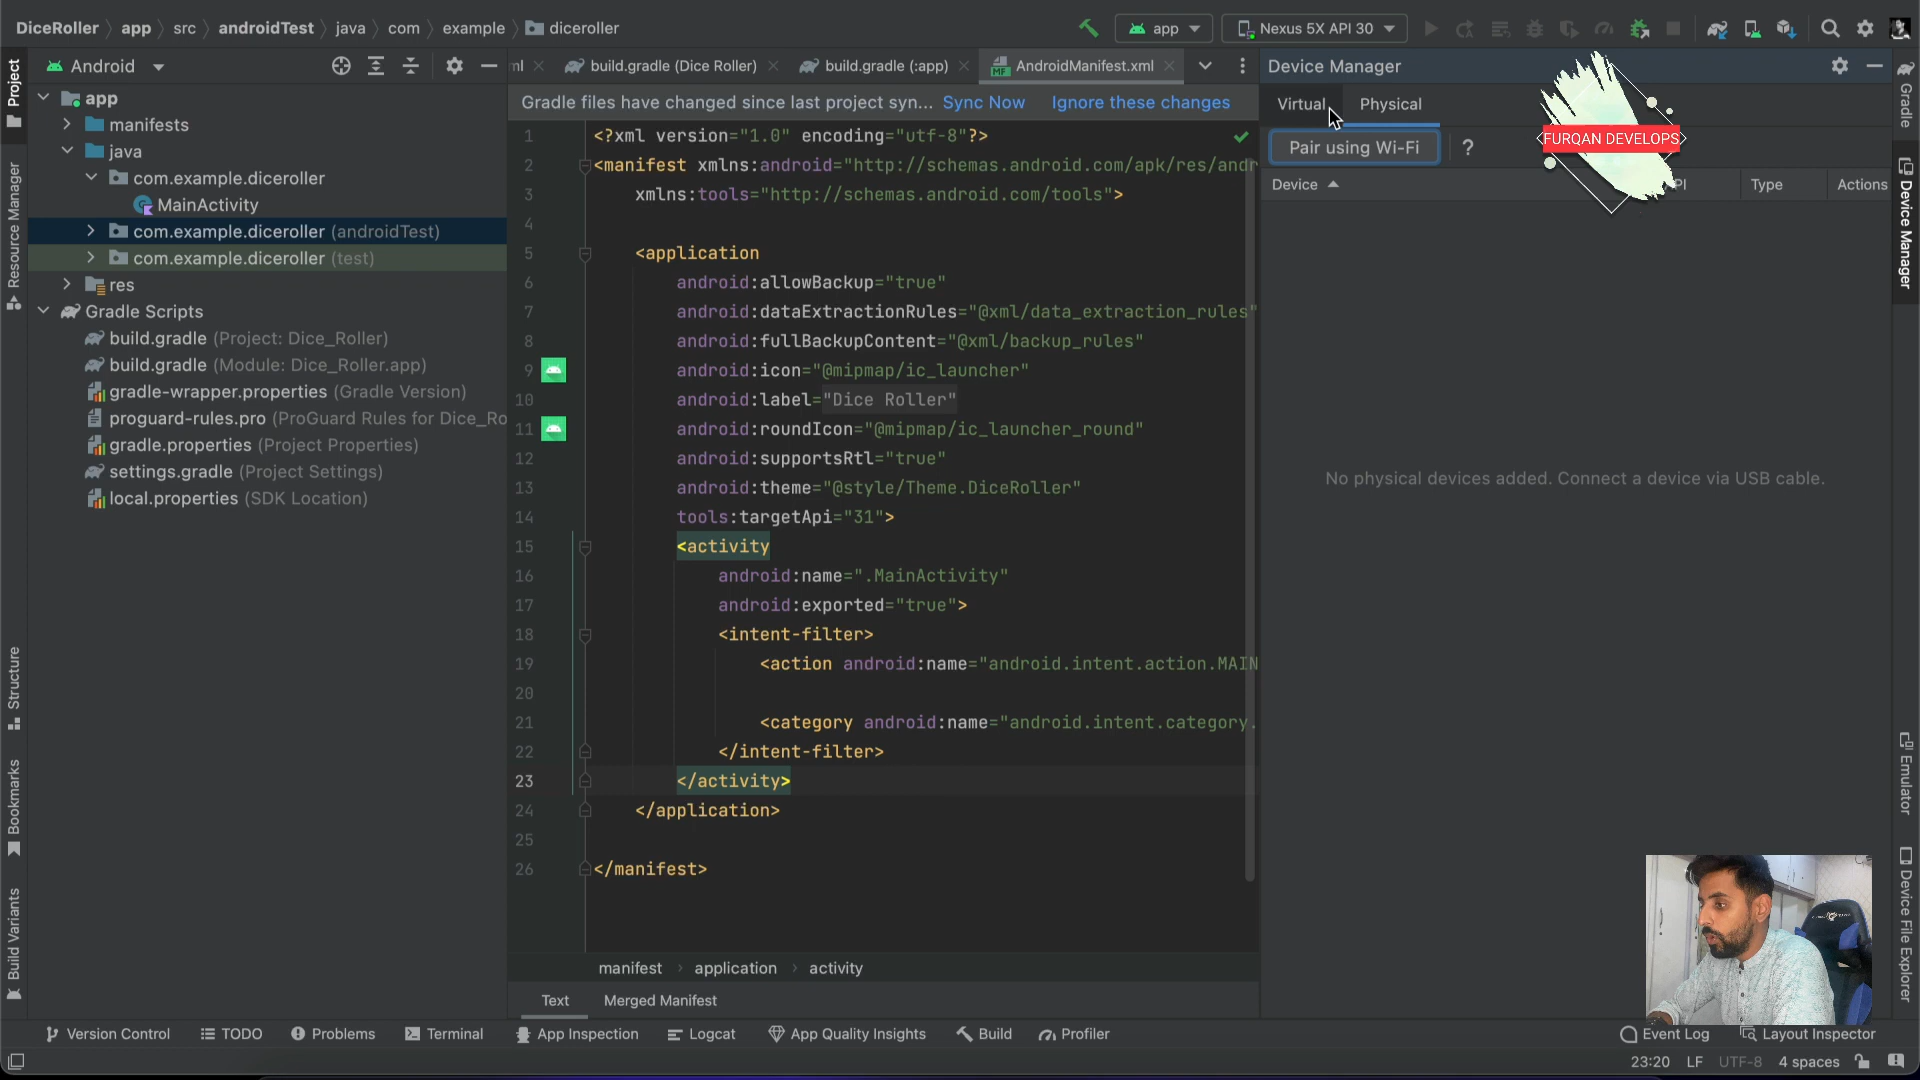 DiceRoller app src androidTest java com example diceroller
app Nexus 5X API 30
Project
Resource Manager
Structure
Bookmarks
Build Variants
Android
app
manifests
java
com.example.diceroller
MainActivity
com.example.diceroller (androidTest)
com.example.diceroller (test)
res
Gradle Scripts
build.gradle (Project: Dice_Roller)
build.gradle (Module: Dice_Roller.app)
gradle-wrapper.properties (Gradle Version)
proguard-rules.pro (ProGuard Rules for Dice_Ro
gradle.properties (Project Properties)
settings.gradle (Project Settings)
local.properties (SDK Location)
ml build.gradle (Dice Roller) build.gradle (:app) AndroidManifest.xml
Gradle files have changed since last project syn... Sync Now Ignore these changes
1 <?xml version="1.0" encoding="utf-8"?>
2 <manifest xmlns:android="http://schemas.android.com/apk/res/andr
3 xmlns:tools="http://schemas.android.com/tools">
4
5 <application
6 android:allowBackup="true"
7 android:dataExtractionRules="@xml/data_extraction_rules"
8 android:fullBackupContent="@xml/backup_rules"
9 android:icon="@mipmap/ic_launcher"
10 android:label="Dice Roller"
11 android:roundIcon="@mipmap/ic_launcher_round"
12 android:supportsRtl="true"
13 android:theme="@style/Theme.DiceRoller"
14 tools:targetApi="31">
15 <activity
16 android:name=".MainActivity"
17 android:exported="true">
18 <intent-filter>
19 <action android:name="android.intent.action.MAIN
20
21 <category android:name="android.intent.category.
22 </intent-filter>
23 </activity>
24 </application>
25
26 </manifest>
manifest application activity
Text Merged Manifest
Device Manager
Virtual Physical
Pair using Wi-Fi ?
Device Type Actions
FURQAN DEVELOPS
No physical devices added. Connect a device via USB cable.
Gradle
Device Manager
Emulator
Device File Explorer
Version Control TODO Problems Terminal App Inspection Logcat App Quality Insights Build Profiler Event Log Layout Inspector
23:20 LF UTF-8 4 spaces